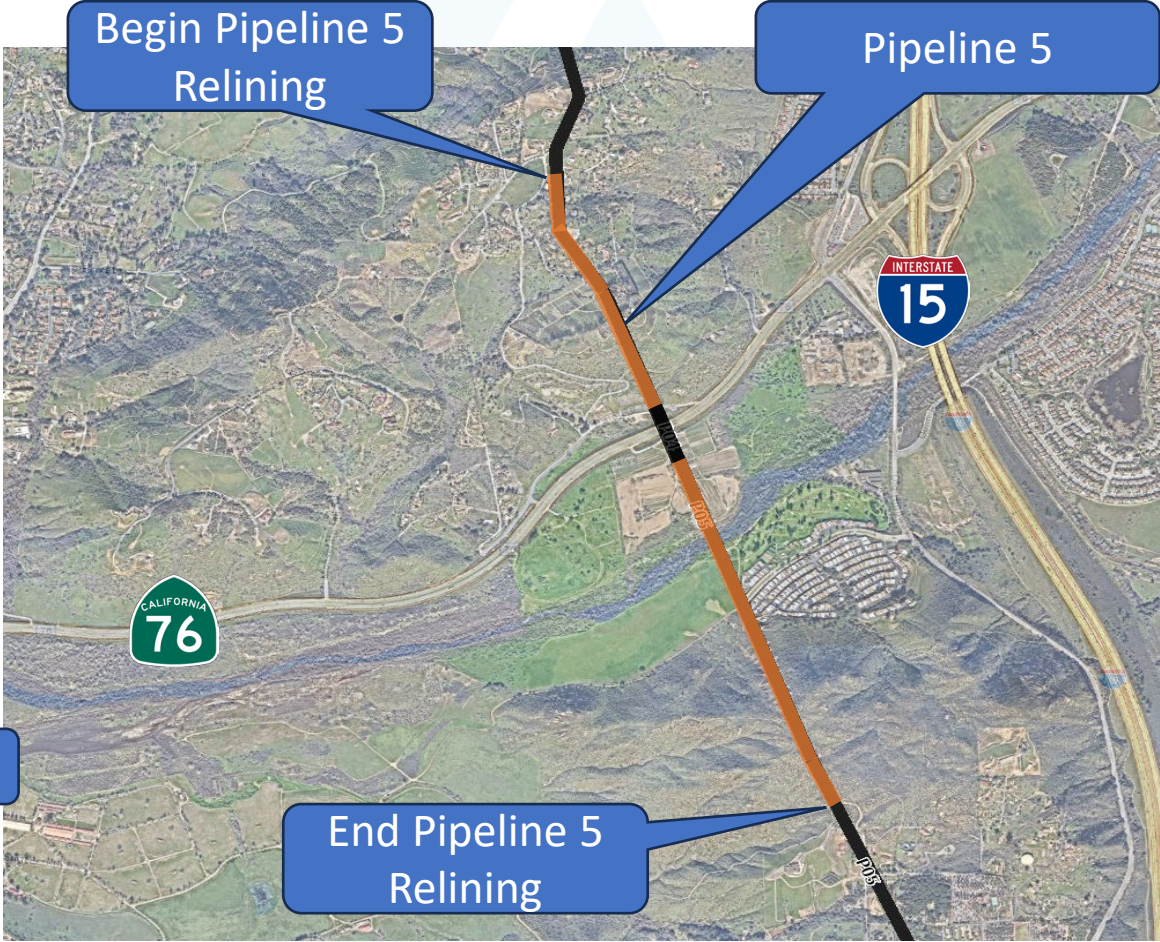 Begin Pipeline 5
Relining
Pipeline 5
INTERSTATE
15
P05
CALIFORNIA
76
End Pipeline 5
Relining
P05